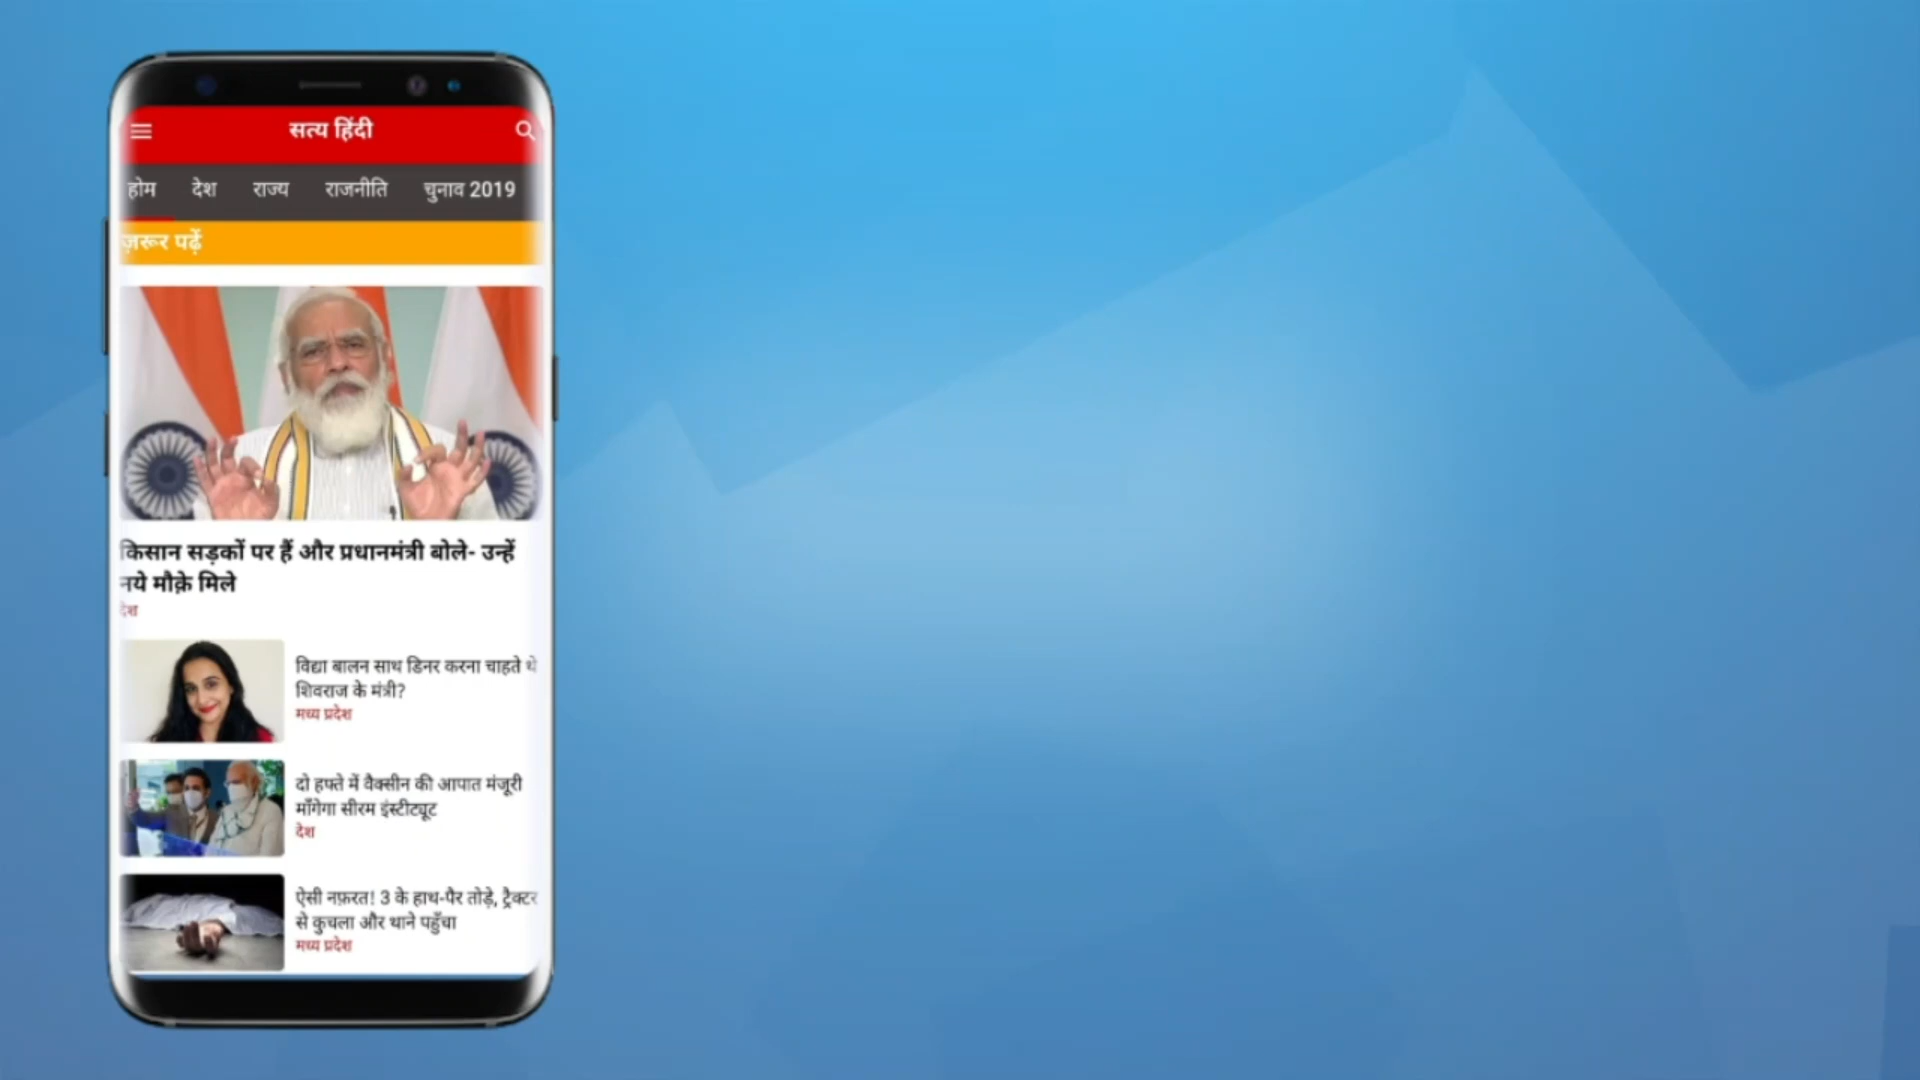 सत्य हिंदी
होम देश राज्य राजनीति चुनाव 2019
ज़रूर पढ़ें
किसान सड़कों पर हैं और प्रधानमंत्री बोले- उन्हें
नये मौक़े मिले
देश
विद्या बालन साथ डिनर करना चाहते थे
शिवराज के मंत्री?
मध्य प्रदेश
दो हफ्ते में वैक्सीन की आपात मंजूरी
माँगेगा सीरम इंस्टीट्यूट
देश
ऐसी नफ़रत! 3 के हाथ-पैर तोड़े, ट्रैक्टर
से कुचला और थाने पहुँचा
मध्य प्रदेश